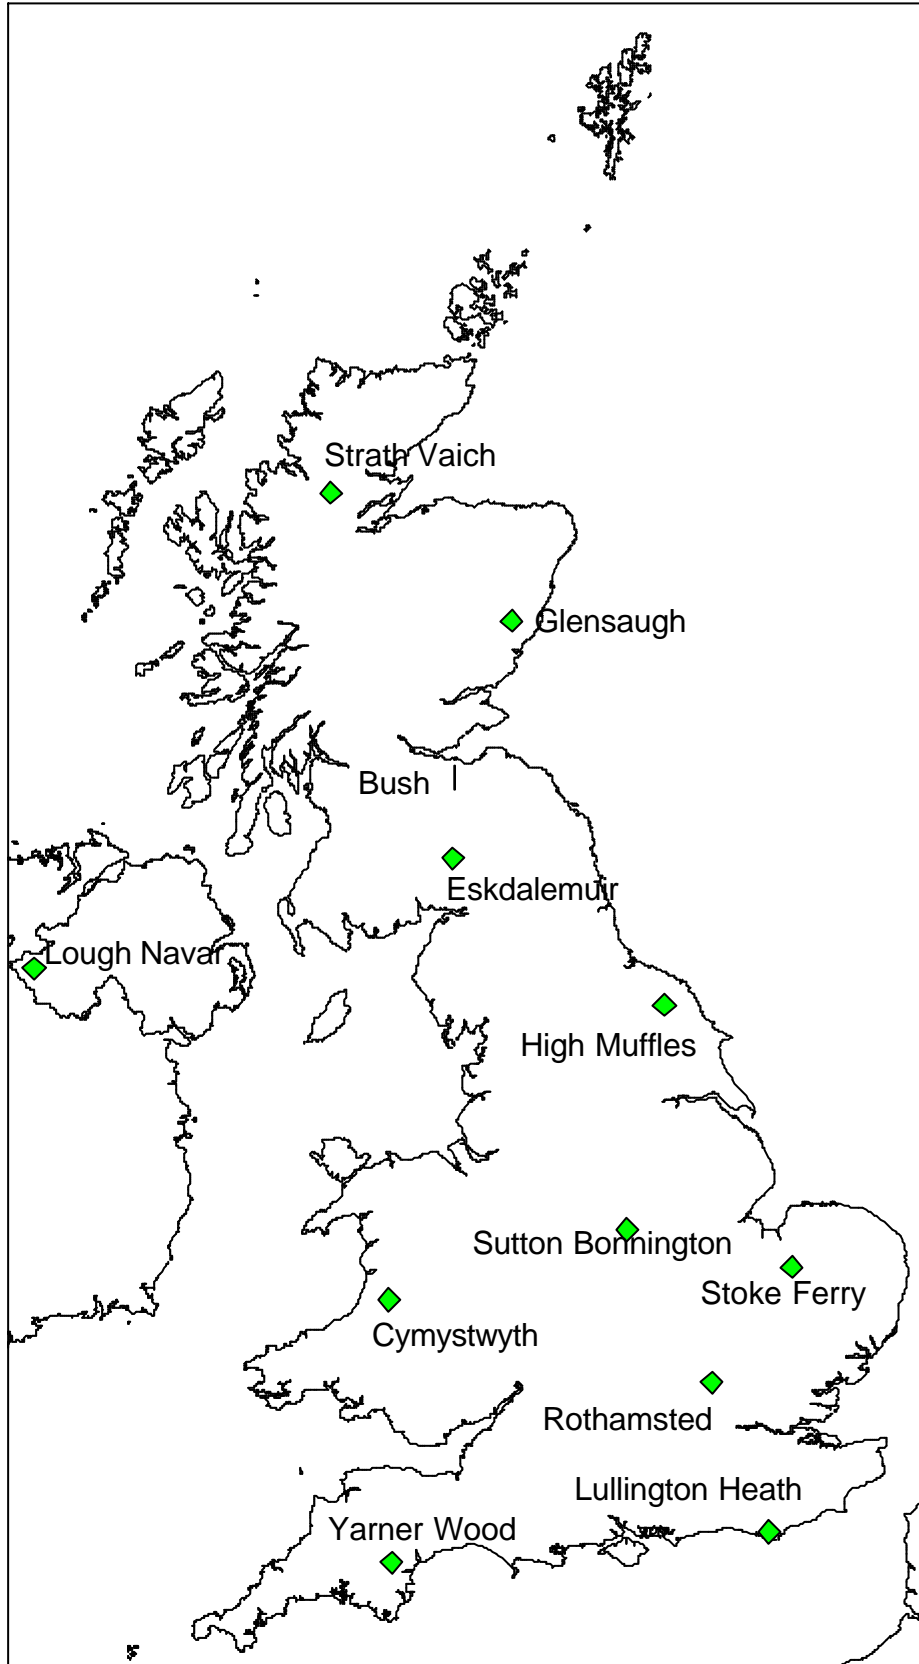 Strath Vaich
Glensaugh
Bush
Eskdalemuir
Lough Navar
High Muffles
Sutton Bonnington
Stoke Ferry
Cymystwyth
Rothamsted
Lullington Heath
Yarner Wood